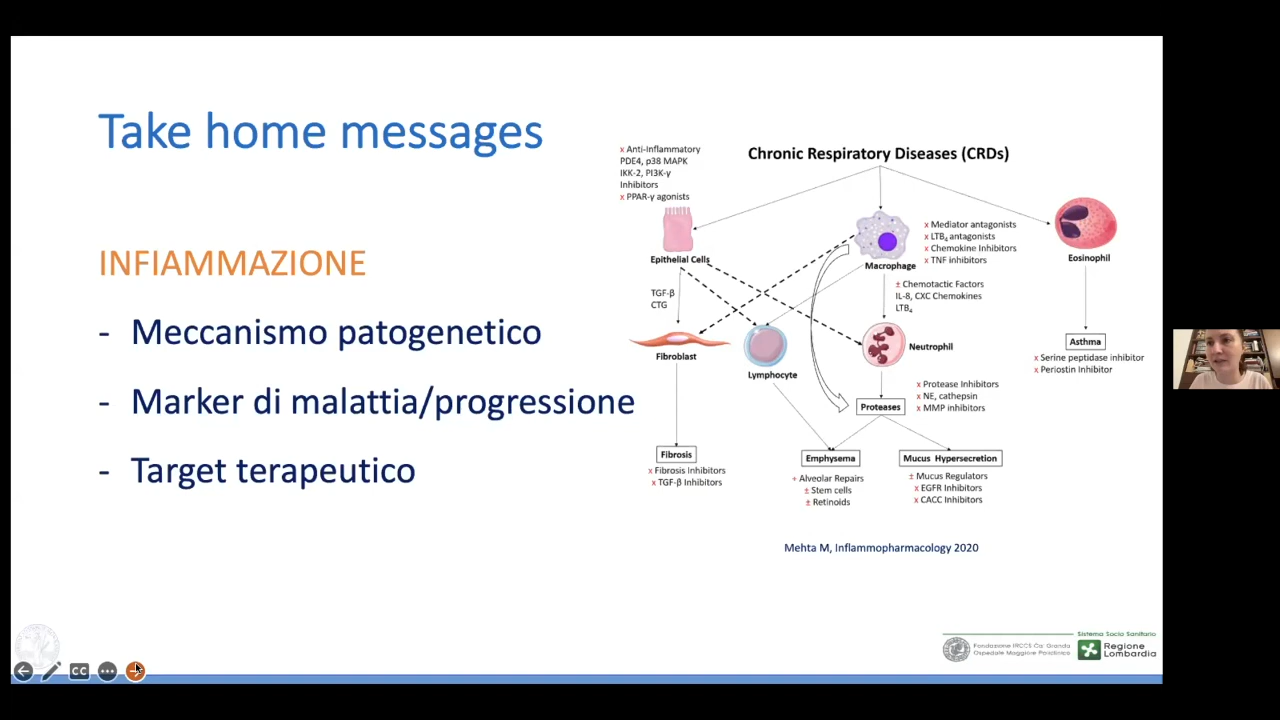 Take home messages
INFIAMMAZIONE
- Meccanismo patogenetico
- Marker di malattia/progressione
- Target terapeutico
Chronic Respiratory Diseases (CRDs)
x Anti-Inflammatory
PDE4, p38 MAPK
IKK-2, PI3K-γ
Inhibitors
x PPAR-γ agonists
Epithelial Cells
Macrophage
x Mediator antagonists
x LTB4 antagonists
x Chemokine Inhibitors
x TNF inhibitors
Eosinophil
TGF-β
CTG
± Chemotactic Factors
IL-8, CXC Chemokines
LTB4
Fibroblast
Lymphocyte
Neutrophil
Asthma
x Serine peptidase inhibitor
x Periostin Inhibitor
Proteases
x Protease Inhibitors
x NE, cathepsin
x MMP inhibitors
Fibrosis
x Fibrosis Inhibitors
x TGF-β Inhibitors
Emphysema
+ Alveolar Repairs
± Stem cells
± Retinoids
Mucus Hypersecretion
± Mucus Regulators
x EGFR Inhibitors
x CACC Inhibitors
Mehta M, Inflammopharmacology 2020
CC
Fondazione IRCCS Ca' Granda
Ospedale Maggiore Policlinico
Sistema Socio Sanitario
Regione
Lombardia